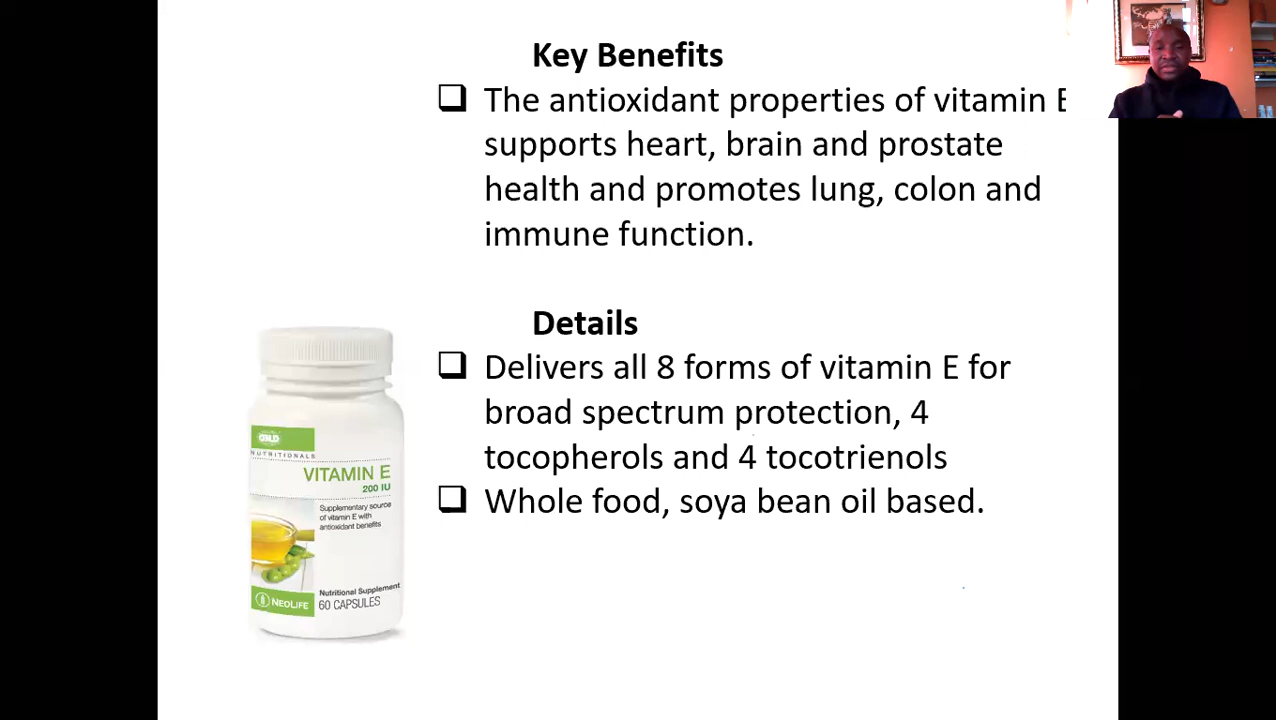 Key Benefits
The antioxidant properties of vitamin E
supports heart, brain and prostate
health and promotes lung, colon and
immune function.
Details
Delivers all 8 forms of vitamin E for
broad spectrum protection, 4
tocopherols and 4 tocotrienols
Whole food, soya bean oil based.
GNLD
NUTRITIONALS
VITAMIN E
200 IU
Supplementary source
of vitamin E with
antioxidant benefits
Nutritional Supplement
NEOLIFE
60 CAPSULES